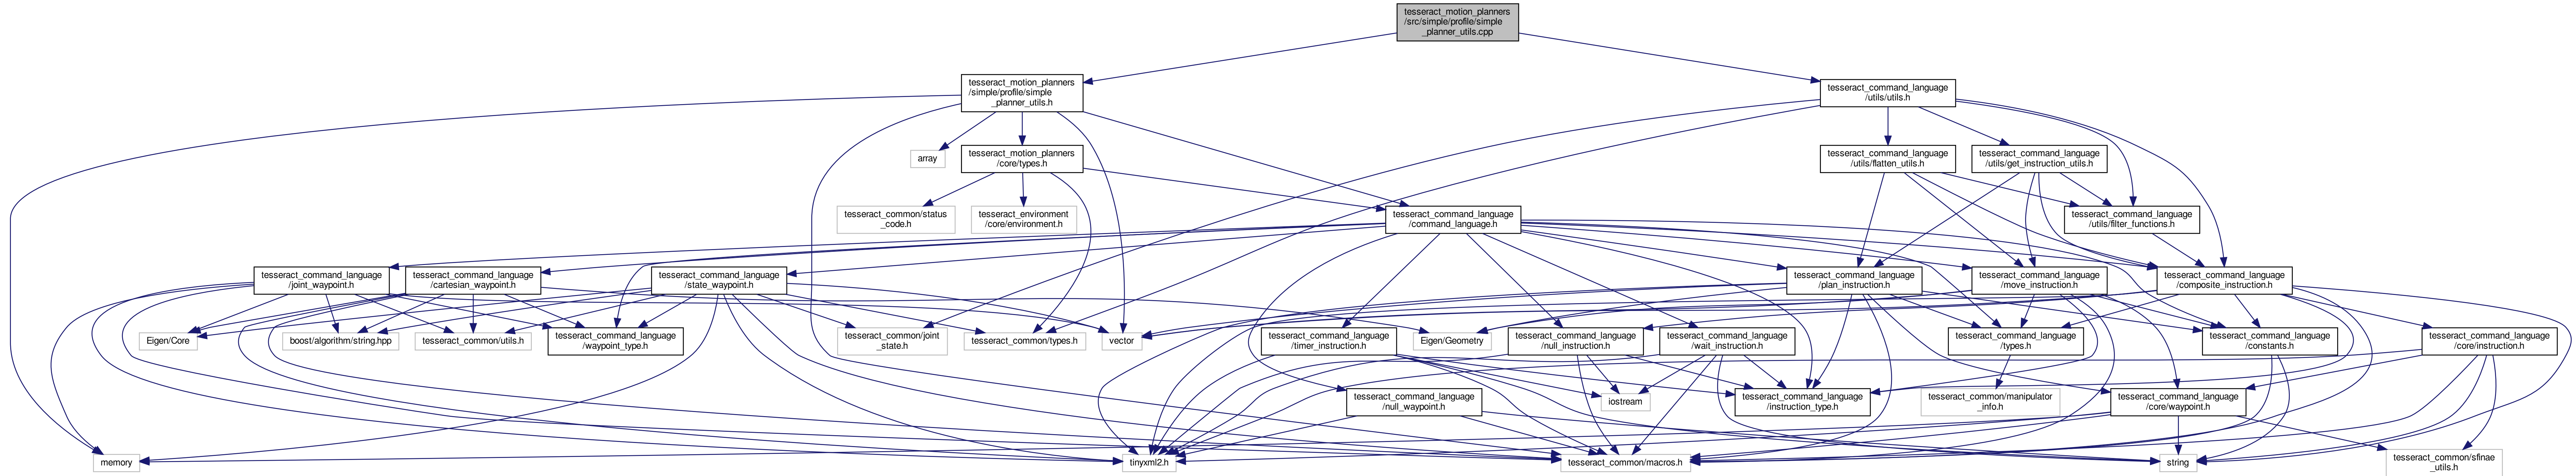 tesseract_motion_planners
/src/simple/profile/simple
_planner_utils.cpp
tesseract_motion_planners
/simple/profile/simple
_planner_utils.h
tesseract_command_language
/utils/utils.h
array
tesseract_motion_planners
/core/types.h
tesseract_command_language
/utils/flatten_utils.h
tesseract_command_language
/utils/get_instruction_utils.h
tesseract_common/status
_code.h
tesseract_environment
/core/environment.h
tesseract_command_language
/command_language.h
tesseract_command_language
/utils/filter_functions.h
tesseract_command_language
/joint_waypoint.h
tesseract_command_language
/cartesian_waypoint.h
tesseract_command_language
/state_waypoint.h
tesseract_command_language
/plan_instruction.h
tesseract_command_language
/move_instruction.h
tesseract_command_language
/composite_instruction.h
Eigen/Core
boost/algorithm/string.hpp
tesseract_common/utils.h
tesseract_command_language
/waypoint_type.h
tesseract_common/joint
_state.h
tesseract_common/types.h
vector
Eigen/Geometry
tesseract_command_language
/timer_instruction.h
tesseract_command_language
/null_instruction.h
tesseract_command_language
/wait_instruction.h
tesseract_command_language
/types.h
tesseract_command_language
/constants.h
tesseract_command_language
/core/instruction.h
tesseract_command_language
/null_waypoint.h
iostream
tesseract_command_language
/instruction_type.h
tesseract_common/manipulator
_info.h
tesseract_command_language
/core/waypoint.h
memory
tinyxml2.h
tesseract_common/macros.h
string
tesseract_common/sfinae
_utils.h